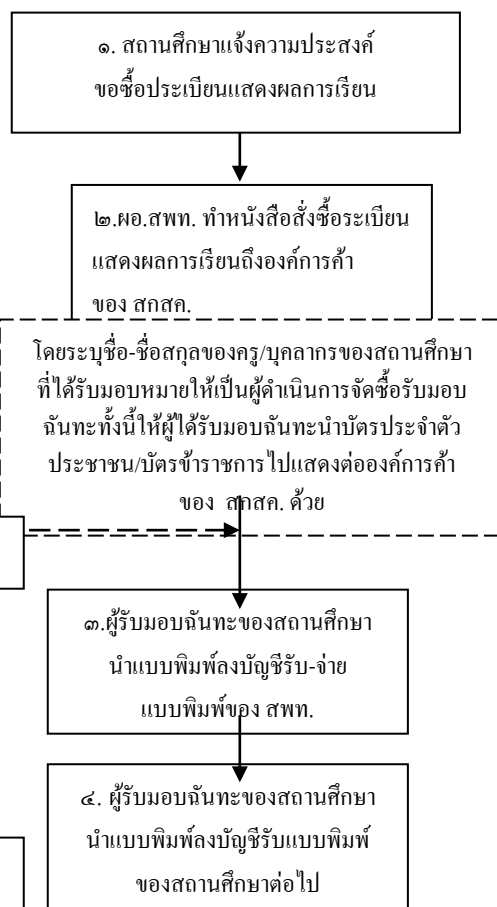 ๑. สถานศึกษาแจ้งความประสงค์
ขอซื้อประเบียนแสดงผลการเรียน
๒.ผอ.สพท. ทำหนังสือสั่งซื้อระเบียน
แสดงผลการเรียนถึงองค์การค้า
ของ สกสค.
โดยระบุชื่อ-ชื่อสกุลของครู/บุคลากรของสถานศึกษา
ที่ได้รับมอบหมายให้เป็นผู้ดำเนินการจัดซื้อรับมอบ
ฉันทะทั้งนี้ให้ผู้ได้รับมอบฉันทะนำบัตรประจำตัว
ประชาชน/บัตรข้าราชการไปแสดงต่อองค์การค้า
ของ สกสค. ด้วย
๓.ผู้รับมอบฉันทะของสถานศึกษา
นำแบบพิมพ์ลงบัญชีรับ-จ่าย
แบบพิมพ์ของ สพท.
๔. ผู้รับมอบฉันทะของสถานศึกษา
นำแบบพิมพ์ลงบัญชีรับแบบพิมพ์
ของสถานศึกษาต่อไป